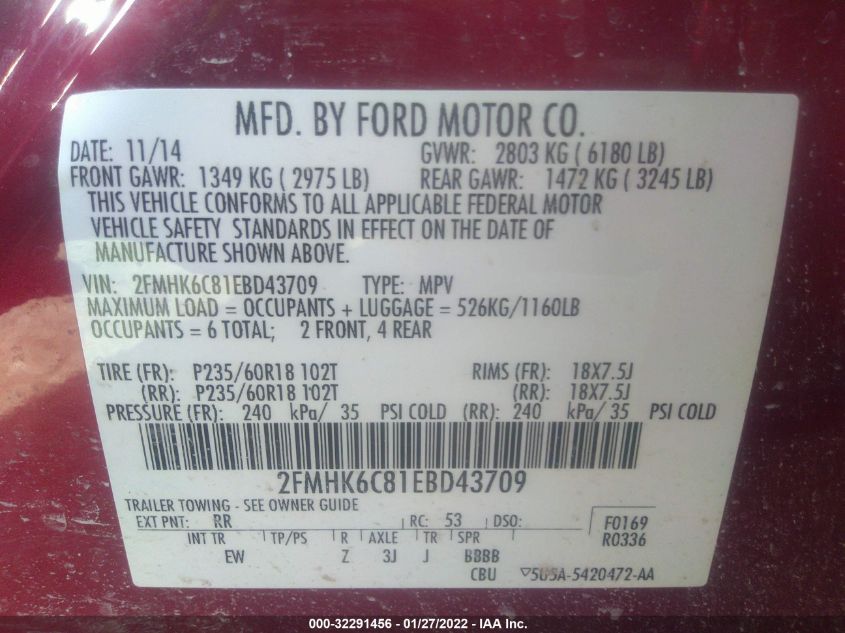 MFD. BY FORD MOTOR CO.
DATE: 11/14 GVWR: 2803 KG ( 6180 LB)
FRONT GAWR: 1349 KG ( 2975 LB) REAR GAWR: 1472 KG ( 3245 LB)
THIS VEHICLE CONFORMS TO ALL APPLICABLE FEDERAL MOTOR
VEHICLE SAFETY STANDARDS IN EFFECT ON THE DATE OF
MANUFACTURE SHOWN ABOVE.
VIN: 2FMHK6C81EBD43709 TYPE: MPV
MAXIMUM LOAD = OCCUPANTS + LUGGAGE = 526KG/1160LB
OCCUPANTS = 6 TOTAL; 2 FRONT, 4 REAR
TIRE (FR): P235/60R18 102T RIMS (FR): 18X7.5J
(RR): P235/60R18 102T (RR): 18X7.5J
PRESSURE (FR): 240 kPa/ 35 PSI COLD (RR): 240 kPa/ 35 PSI COLD
2FMHK6C81EBD43709
TRAILER TOWING - SEE OWNER GUIDE
EXT PNT: RR RC: 53 DSO: F0169
INT TR TP/PS R AXLE TR SPR R0336
EW Z 3J J BBBB
CBU ▽5U5A-5420472-AA
000-32291456 — 01/27/2022 — IAA Inc.